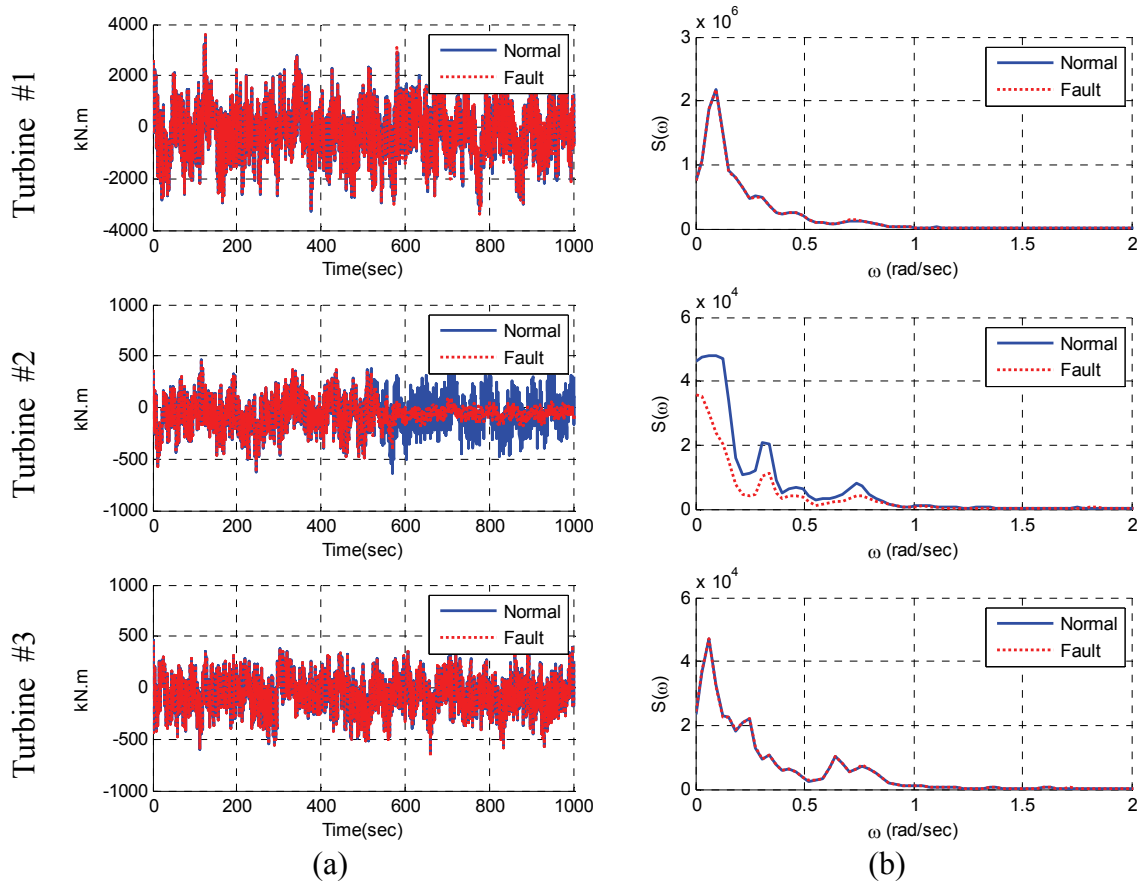 Turbine #1
kN.m
4000
2000
0
-2000
-4000
0 200 400 600 800 1000
Time(sec)
Normal
Fault
x 10^6
S(ω)
3
2
1
0
0 0.5 1 1.5 2
ω (rad/sec)
Normal
Fault
Turbine #2
kN.m
1000
500
0
-500
-1000
0 200 400 600 800 1000
Time(sec)
Normal
Fault
x 10^4
S(ω)
6
4
2
0
0 0.5 1 1.5 2
ω (rad/sec)
Normal
Fault
Turbine #3
kN.m
1000
500
0
-500
-1000
0 200 400 600 800 1000
Time(sec)
Normal
Fault
x 10^4
S(ω)
6
4
2
0
0 0.5 1 1.5 2
ω (rad/sec)
Normal
Fault
(a) (b)